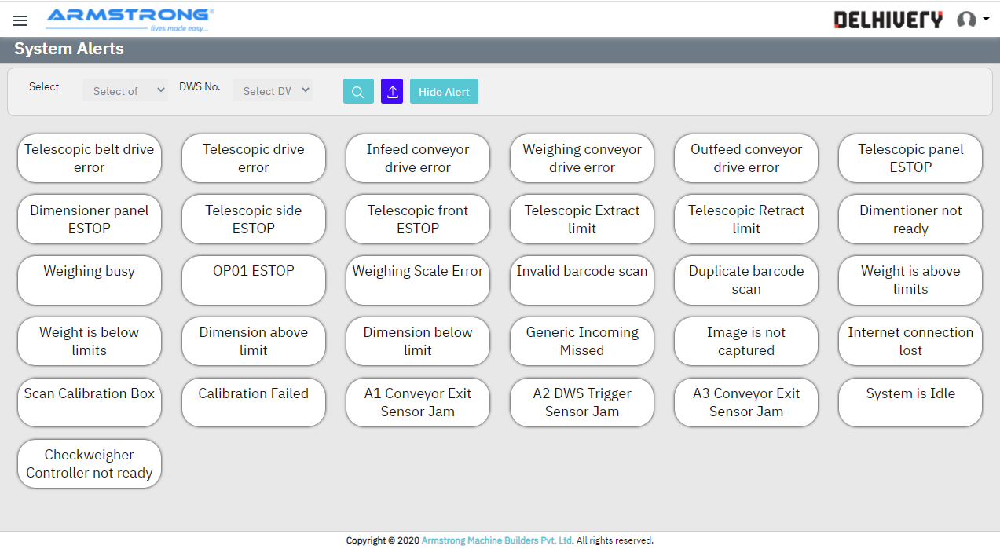 ARMSTRONG
lives made easy...
DELHIVERY
System Alerts
Select
Select of
DWS No.
Select DV
Hide Alert
Telescopic belt drive
error
Telescopic drive
error
Infeed conveyor
drive error
Weighing conveyor
drive error
Outfeed conveyor
drive error
Telescopic panel
ESTOP
Dimensioner panel
ESTOP
Telescopic side
ESTOP
Telescopic front
ESTOP
Telescopic Extract
limit
Telescopic Retract
limit
Dimentioner not
ready
Weighing busy
OP01 ESTOP
Weighing Scale Error
Invalid barcode scan
Duplicate barcode
scan
Weight is above
limits
Weight is below
limits
Dimension above
limit
Dimension below
limit
Generic Incoming
Missed
Image is not
captured
Internet connection
lost
Scan Calibration Box
Calibration Failed
A1 Conveyor Exit
Sensor Jam
A2 DWS Trigger
Sensor Jam
A3 Conveyor Exit
Sensor Jam
System is Idle
Checkweigher
Controller not ready
Copyright © 2020 Armstrong Machine Builders Pvt. Ltd. All rights reserved.